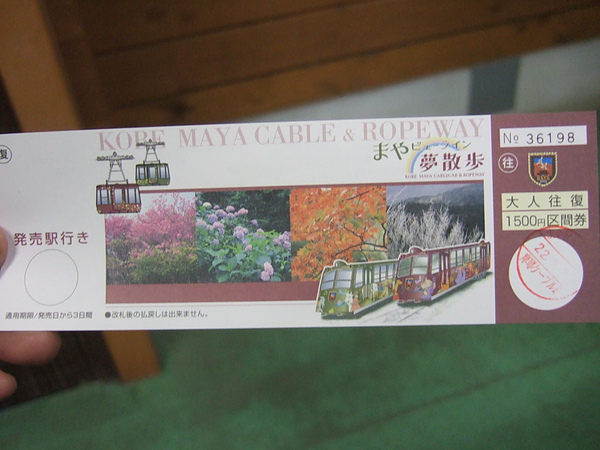 復
KOBE MAYA CABLE & ROPEWAY
まやビューライン
夢散歩
KOBE MAYA CABLECAR & ROPEWAY
発売駅行き
適用期限/発売日から3日間
●改札後の払戻しは出来ません。
No 36198
往
大人往復
1500円区間券
22